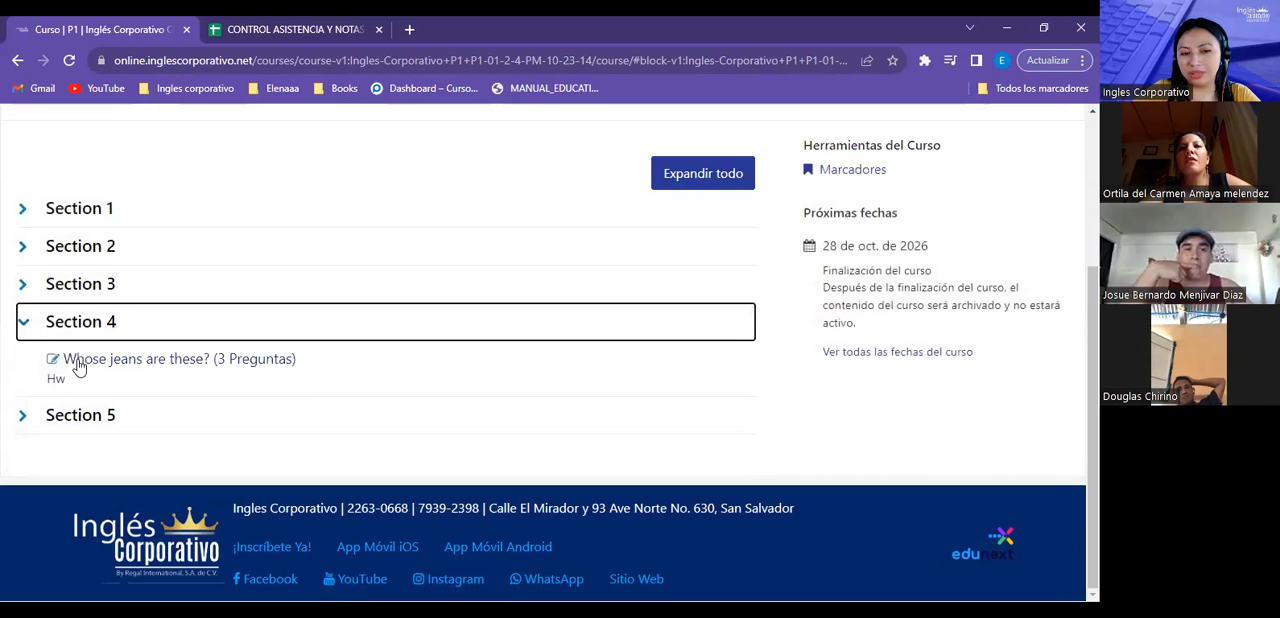 Curso | P1 | Inglés Corporativo C
CONTROL ASISTENCIA Y NOTAS
online.inglescorporativo.net/courses/course-v1:Ingles-Corporativo+P1+P1-01-2-4-PM-10-23-14/course/#block-v1:Ingles-Corporativo+P1+P1-01-...
E
Actualizar
Gmail
YouTube
Ingles corporativo
Elenaaa
Books
Dashboard – Curso...
MANUAL_EDUCATI...
Todos los marcadores
Expandir todo
Section 1
Section 2
Section 3
Section 4
Whose jeans are these? (3 Preguntas)
Hw
Section 5
Herramientas del Curso
Marcadores
Próximas fechas
28 de oct. de 2026
Finalización del curso
Después de la finalización del curso, el
contenido del curso será archivado y no estará
activo.
Ver todas las fechas del curso
Inglés
Corporativo
By Regal International, S.A. de C.V.
Ingles Corporativo | 2263-0668 | 7939-2398 | Calle El Mirador y 93 Ave Norte No. 630, San Salvador
¡Inscríbete Ya!
App Móvil iOS
App Móvil Android
Facebook
YouTube
Instagram
WhatsApp
Sitio Web
edunext
Inglés
Corporativo
Ingles Corporativo
Ortila del Carmen Amaya melendez
Josue Bernardo Menjivar Diaz
Douglas Chirino